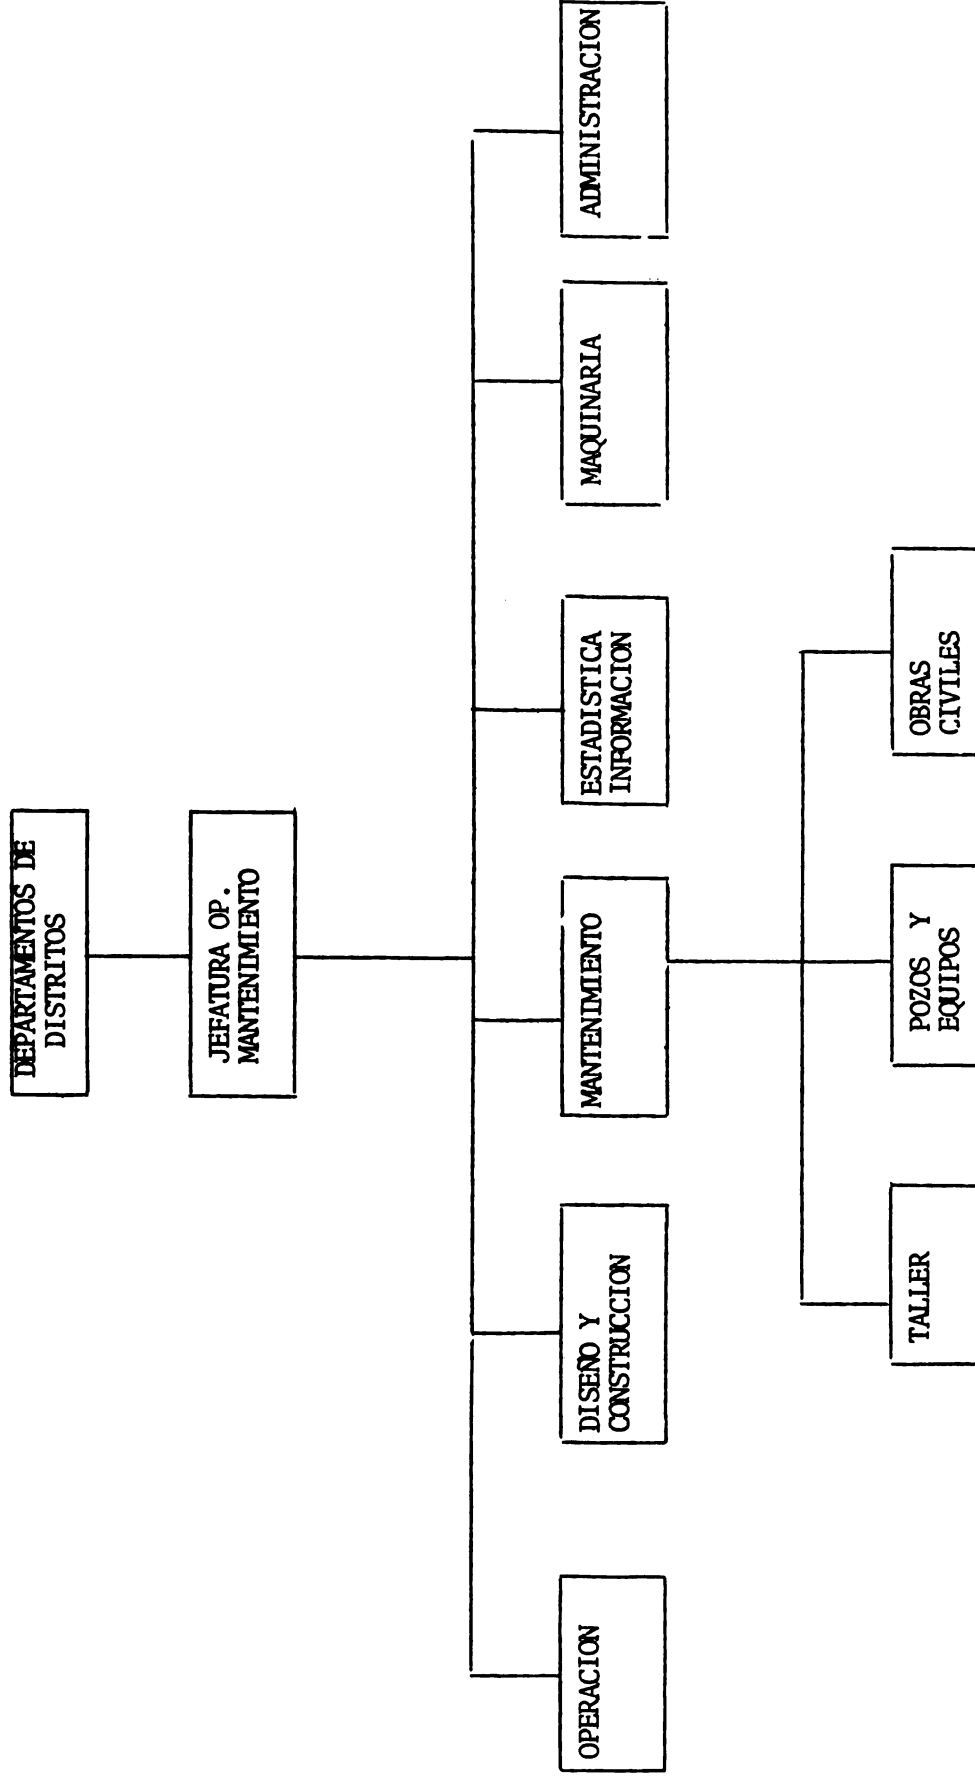 DEPARTAMENTOS DE
DISTRITOS
JEFATURA OP.
MANTENIMIENTO
OPERACION
DISEÑO Y
CONSTRUCCION
MANTENIMIENTO
ESTADISTICA
INFORMACION
MAQUINARIA
ADMINISTRACION
TALLER
POZOS Y
EQUIPOS
OBRAS
CIVILES